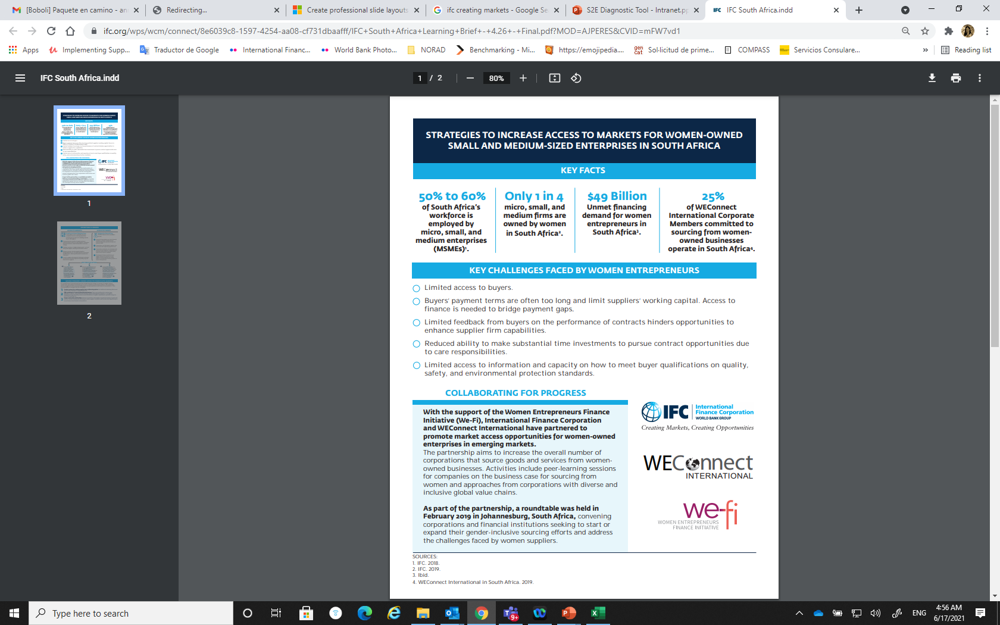 [Boboli] Paquete en camino - an
Redirecting...
Create professional slide layouts
ifc creating markets - Google Se
S2E Diagnostic Tool - Intranet.pp
IFC South Africa.indd
ifc.org/wps/wcm/connect/8e6039c8-1597-4254-aa08-cf731dbaafff/IFC+South+Africa+Learning+Brief+-+4.26+-+Final.pdf?MOD=AJPERES&CVID=mFW7vd1
Apps
Implementing Supp...
Traductor de Google
International Financ...
World Bank Photo...
NORAD
Benchmarking - Mi...
https://emojipedia....
Sol·licitud de prime...
COMPASS
Servicios Consulare...
»
Reading list
IFC South Africa.indd
1 / 2
80%
1
2
STRATEGIES TO INCREASE ACCESS TO MARKETS FOR WOMEN-OWNED
SMALL AND MEDIUM-SIZED ENTERPRISES IN SOUTH AFRICA
KEY FACTS
50% to 60%
of South Africa's
workforce is
employed by
micro, small, and
medium enterprises
(MSMEs)¹.
Only 1 in 4
micro, small, and
medium firms are
owned by women
in South Africa².
$49 Billion
Unmet financing
demand for women
entrepreneurs in
South Africa³.
25%
of WEConnect
International Corporate
Members committed to
sourcing from women-
owned businesses
operate in South Africa⁴.
KEY CHALLENGES FACED BY WOMEN ENTREPRENEURS
Limited access to buyers.
Buyers' payment terms are often too long and limit suppliers' working capital. Access to
finance is needed to bridge payment gaps.
Limited feedback from buyers on the performance of contracts hinders opportunities to
enhance supplier firm capabilities.
Reduced ability to make substantial time investments to pursue contract opportunities due
to care responsibilities.
Limited access to information and capacity on how to meet buyer qualifications on quality,
safety, and environmental protection standards.
COLLABORATING FOR PROGRESS
With the support of the Women Entrepreneurs Finance
Initiative (We-Fi), International Finance Corporation
and WEConnect International have partnered to
promote market access opportunities for women-owned
enterprises in emerging markets.
The partnership aims to increase the overall number of
corporations that source goods and services from women-
owned businesses. Activities include peer-learning sessions
for companies on the business case for sourcing from
women and approaches from corporations with diverse and
inclusive global value chains.
As part of the partnership, a roundtable was held in
February 2019 in Johannesburg, South Africa, convening
corporations and financial institutions seeking to start or
expand their gender-inclusive sourcing efforts and address
the challenges faced by women suppliers.
IFC
International
Finance Corporation
WORLD BANK GROUP
Creating Markets, Creating Opportunities
WEConnect
INTERNATIONAL
we-fi
WOMEN ENTREPRENEURS
FINANCE INITIATIVE
SOURCES:
1. IFC. 2018.
2. IFC. 2019.
3. Ibid.
4. WEConnect International in South Africa. 2019.
Type here to search
9+
ENG
4:56 AM
6/17/2021